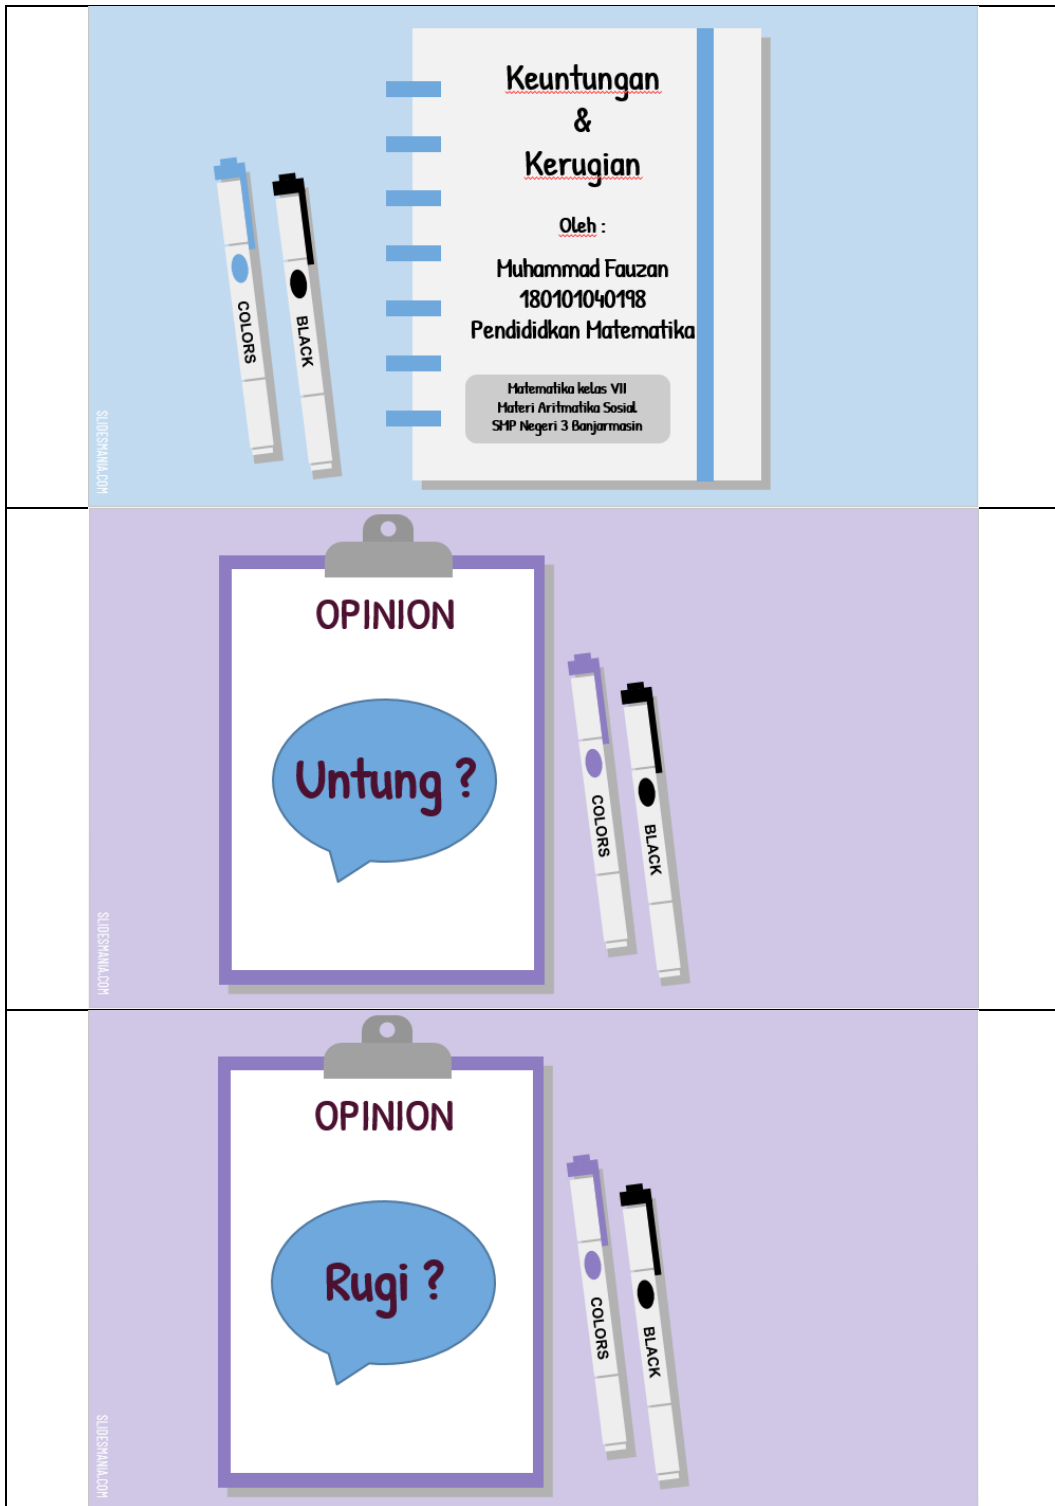 Keuntungan
&
Kerugian
Oleh :
Muhammad Fauzan
180101040198
Pendididkan Matematika
Matematika kelas VII
Materi Aritmatika Sosial
SMP Negeri 3 Banjarmasin
COLORS
BLACK
SLIDESMANIA.COM
OPINION
Untung ?
COLORS
BLACK
SLIDESMANIA.COM
OPINION
Rugi ?
COLORS
BLACK
SLIDESMANIA.COM